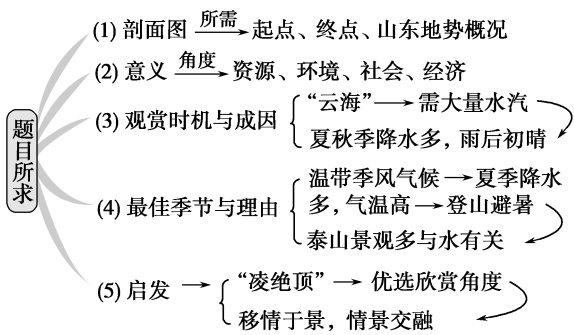 题目所求
(1) 剖面图 所需 起点、终点、山东地势概况
(2) 意义 角度 资源、环境、社会、经济
(3) 观赏时机与成因
“云海” 需大量水汽
夏秋季降水多，雨后初晴
(4) 最佳季节与理由
温带季风气候 夏季降水
多，气温高 登山避暑
泰山景观多与水有关
(5) 启发
“凌绝顶” 优选欣赏角度
移情于景，情景交融